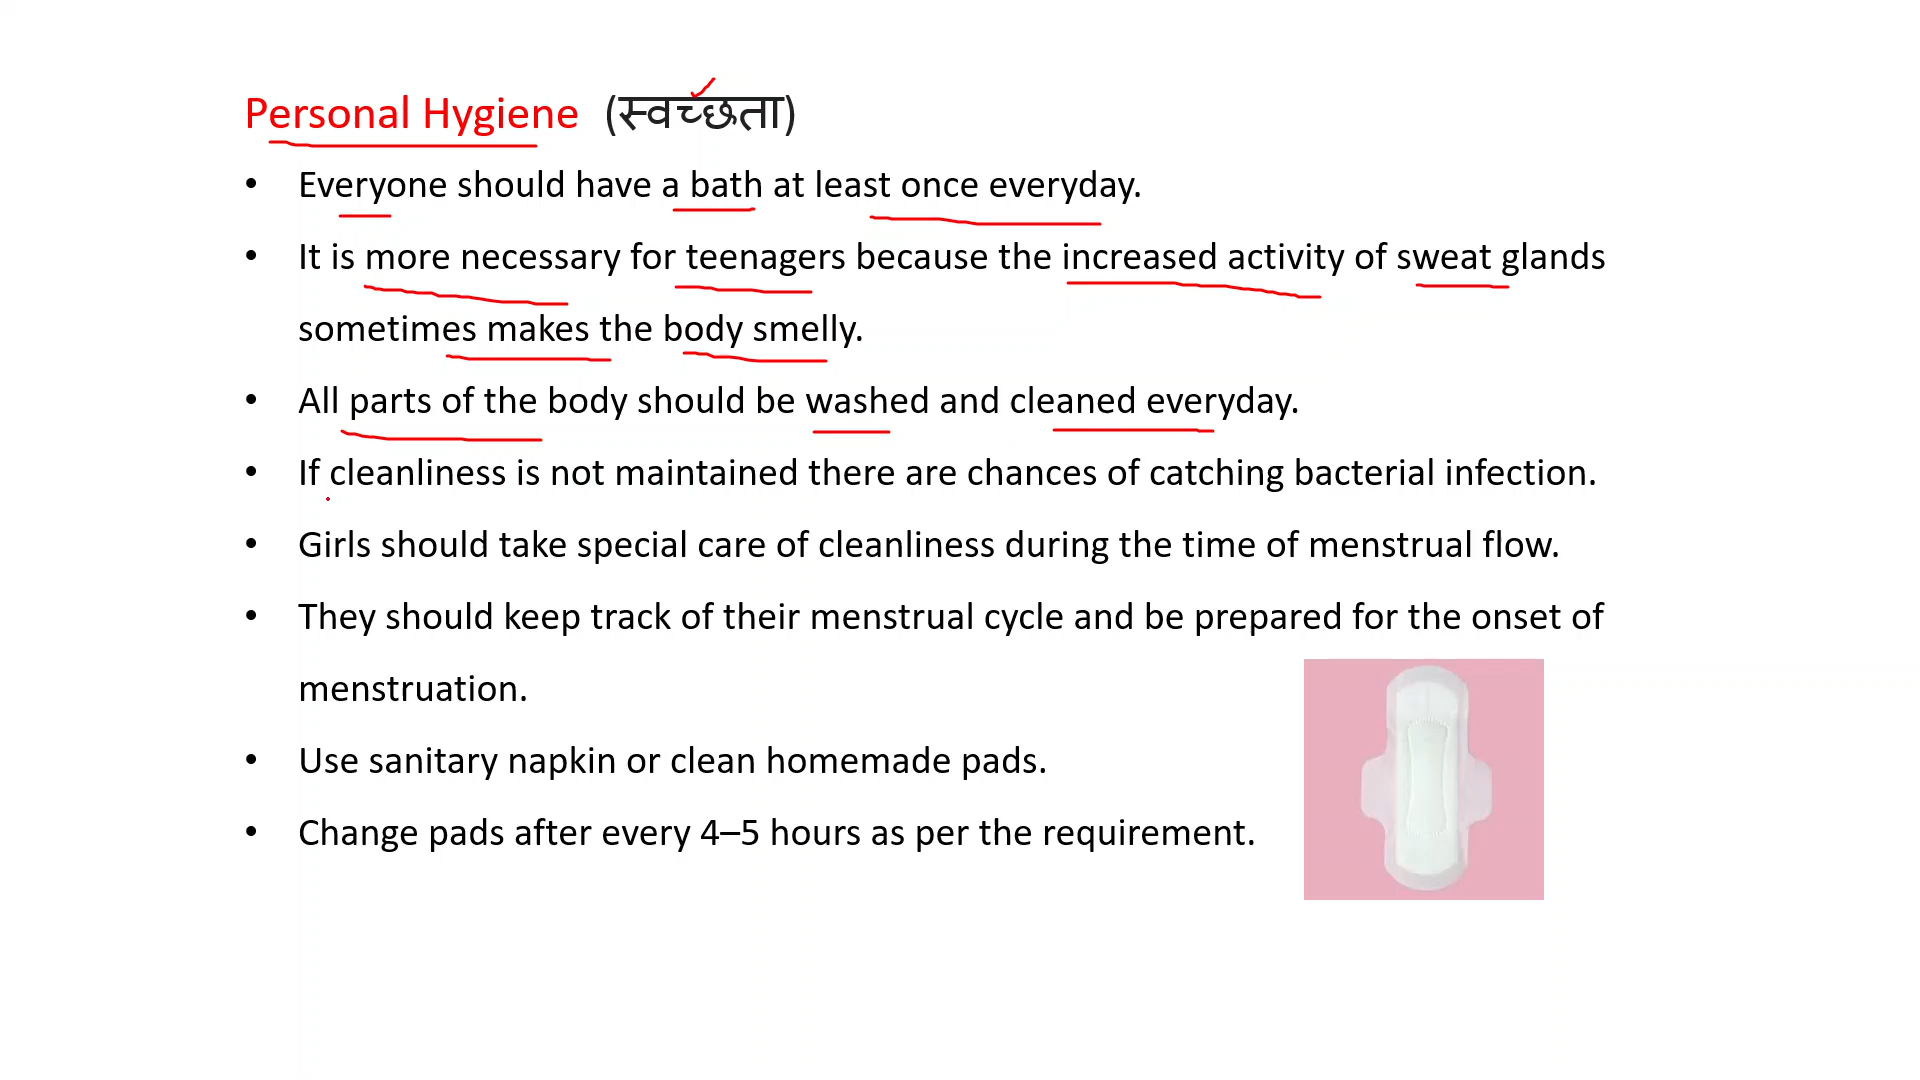 Personal Hygiene (स्वच्छता)
• Everyone should have a bath at least once everyday.
• It is more necessary for teenagers because the increased activity of sweat glands
sometimes makes the body smelly.
• All parts of the body should be washed and cleaned everyday.
• If cleanliness is not maintained there are chances of catching bacterial infection.
• Girls should take special care of cleanliness during the time of menstrual flow.
• They should keep track of their menstrual cycle and be prepared for the onset of
menstruation.
• Use sanitary napkin or clean homemade pads.
• Change pads after every 4–5 hours as per the requirement.